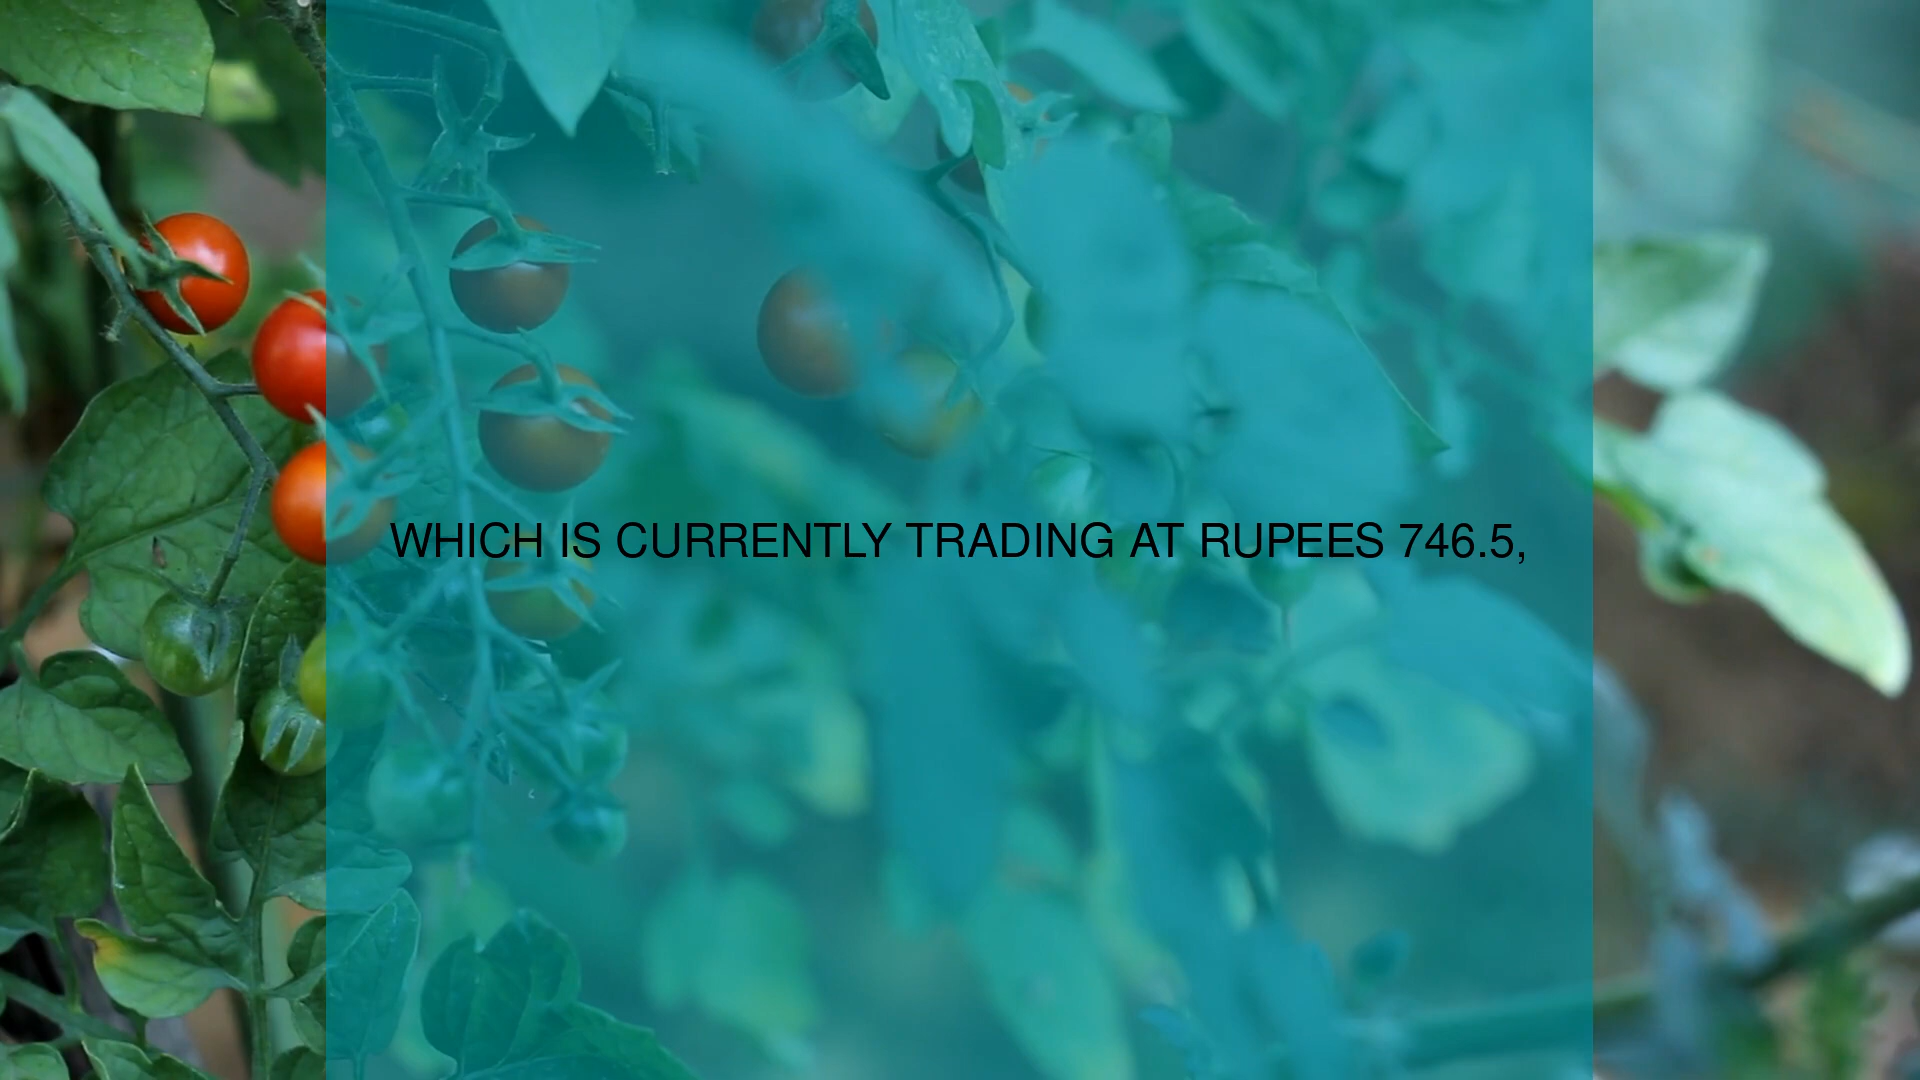 WHICH IS CURRENTLY TRADING AT RUPEES 746.5,